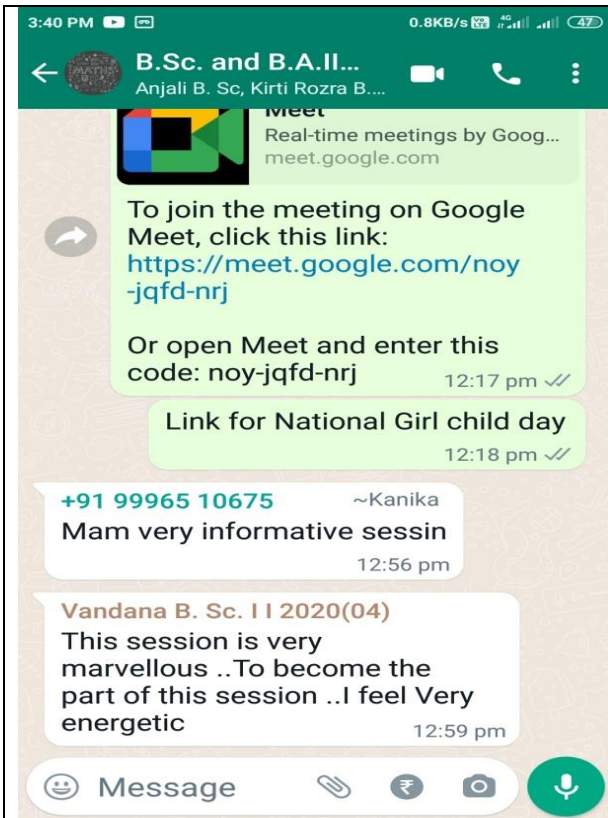 3:40 PM 0.8KB/s Vo LTE 4G 47
MATHS
B.Sc. and B.A.II...
Anjali B. Sc, Kirti Rozra B....
Meet
Real-time meetings by Goog...
meet.google.com
To join the meeting on Google
Meet, click this link:
https://meet.google.com/noy
-jqfd-nrj
Or open Meet and enter this
code: noy-jqfd-nrj 12:17 pm
Link for National Girl child day
12:18 pm
+91 99965 10675 ~Kanika
Mam very informative sessin
12:56 pm
Vandana B. Sc. I I 2020(04)
This session is very
marvellous ..To become the
part of this session ..I feel Very
energetic 12:59 pm
Message ₹